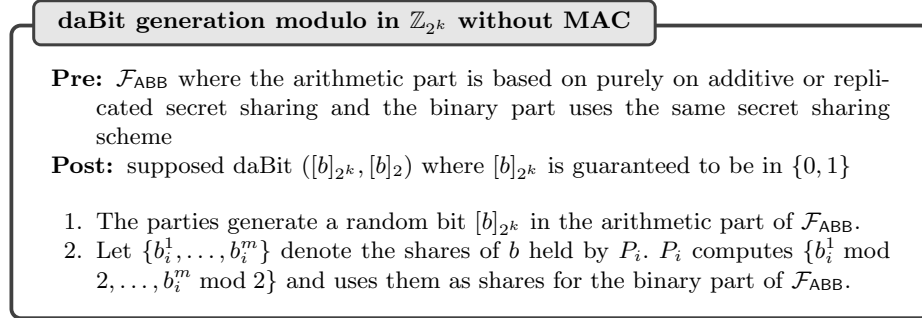 daBit generation modulo in ℤ_{2^k} without MAC
Pre: 𝓕_ABB where the arithmetic part is based on purely on additive or repli-
cated secret sharing and the binary part uses the same secret sharing
scheme
Post: supposed daBit ([b]_{2^k}, [b]_2) where [b]_{2^k} is guaranteed to be in {0, 1}
1. The parties generate a random bit [b]_{2^k} in the arithmetic part of 𝓕_ABB.
2. Let {b_i^1, . . . , b_i^m} denote the shares of b held by P_i. P_i computes {b_i^1 mod
2, . . . , b_i^m mod 2} and uses them as shares for the binary part of 𝓕_ABB.